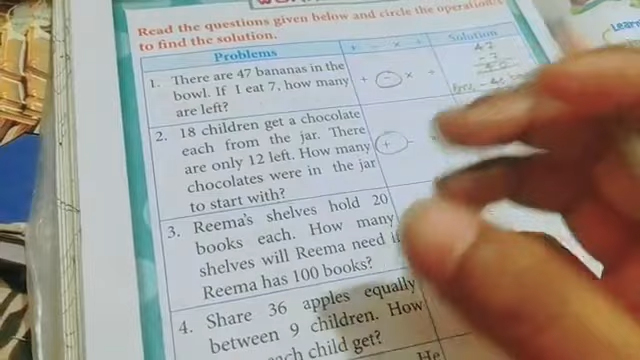 Read the questions given below and circle the operations
to find the solution.
Problems + - × ÷ Solution
1. There are 47 bananas in the + - × ÷ 47
bowl. If I eat 7, how many
are left?
2. 18 children get a chocolate
each from the jar. There + -
are only 12 left. How many
chocolates were in the jar
to start with?
3. Reema's shelves hold 20
books each. How many
shelves will Reema need if
Reema has 100 books?
4. Share 36 apples equally
between 9 children. How
each child get?
He